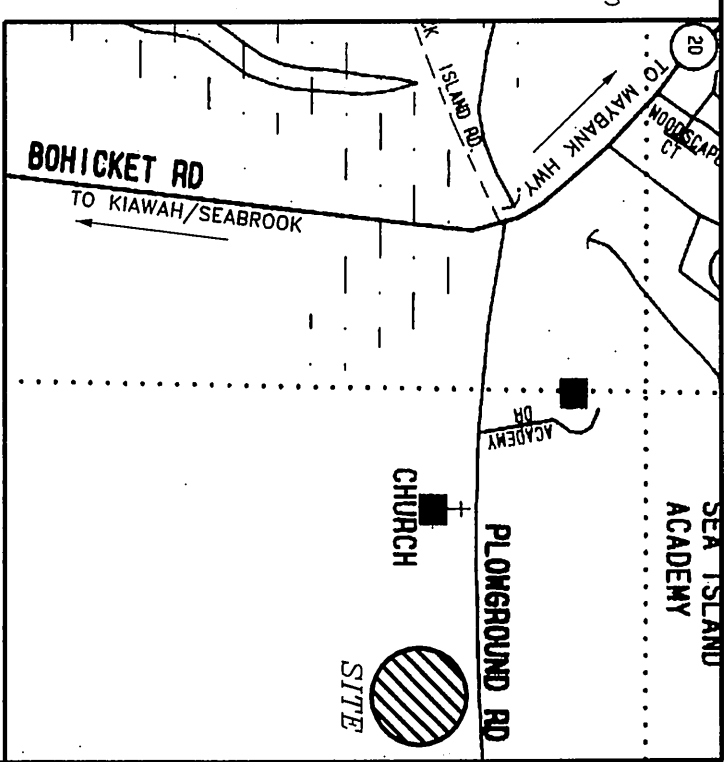 20
TO MAYBANK HWY
WOODSCAPE
CT
CK ISLAND RD
BOHICKET RD
TO KIAWAH/SEABROOK
ACADEMY
DR
SEA ISLAND
ACADEMY
CHURCH
PLOWGROUND RD
SITE